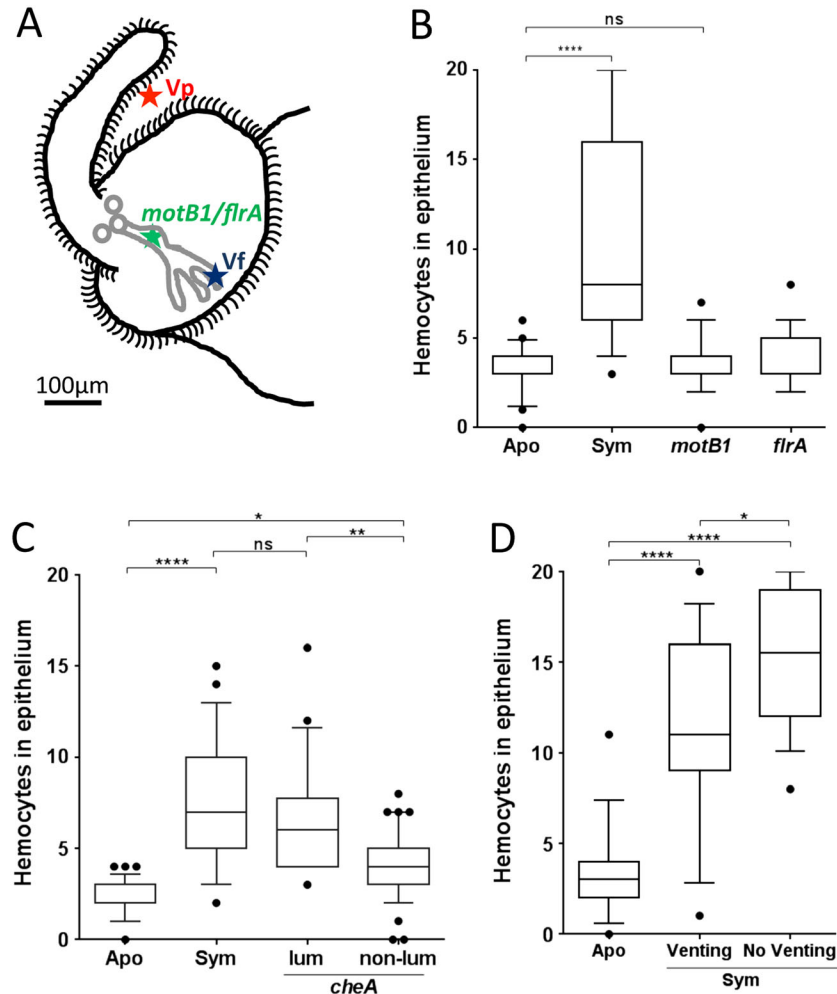 A
Vp
motB1/flrA
Vf
100µm
B
ns
****
Hemocytes in epithelium
20
15
10
5
0
Apo Sym motB1 flrA
C
*
**
ns
****
Hemocytes in epithelium
20
15
10
5
0
Apo Sym lum non-lum
cheA
D
*
****
****
Hemocytes in epithelium
20
15
10
5
0
Apo Venting No Venting
Sym